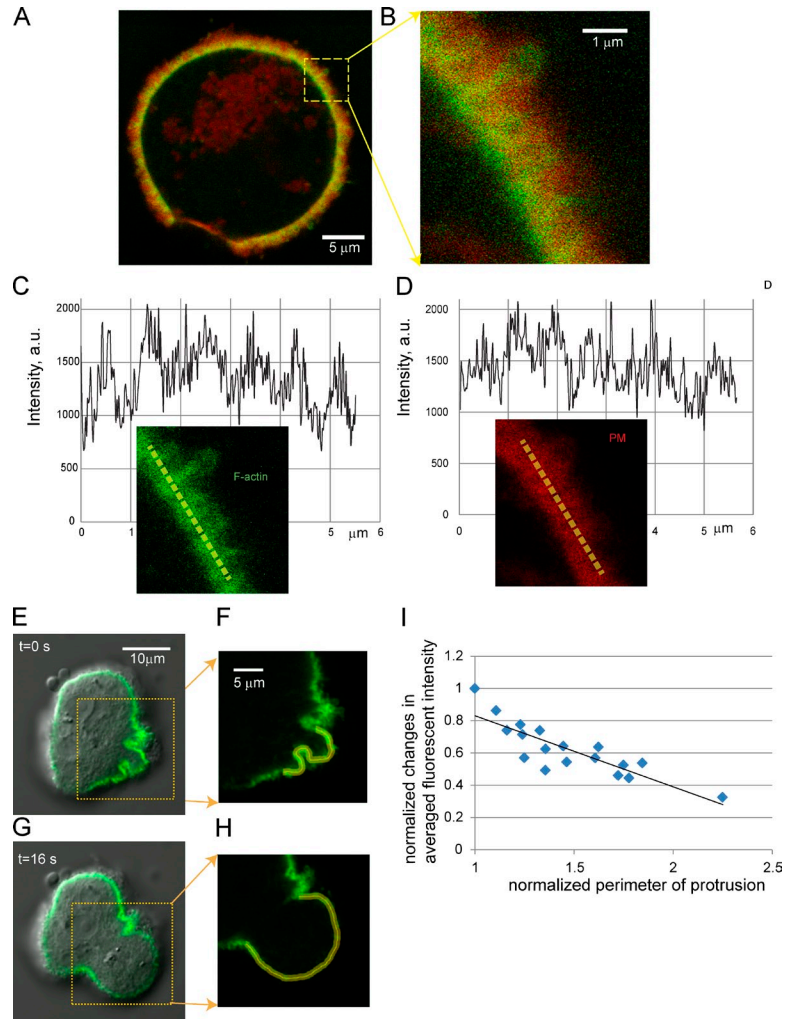 A
B
1 μm
5 μm
C
D
D
2000
1500
1000
500
0
Intensity, a.u.
F-actin
0
1
5
μm
6
2000
1500
1000
500
0
Intensity, a.u.
PM
0
4
5
μm
6
E
F
I
t=0 s
10μm
5 μm
G
H
t=16 s
normalized changes in
averaged fluorescent intensity
1.2
1
0.8
0.6
0.4
0.2
0
1
1.5
2
2.5
normalized perimeter of protrusion